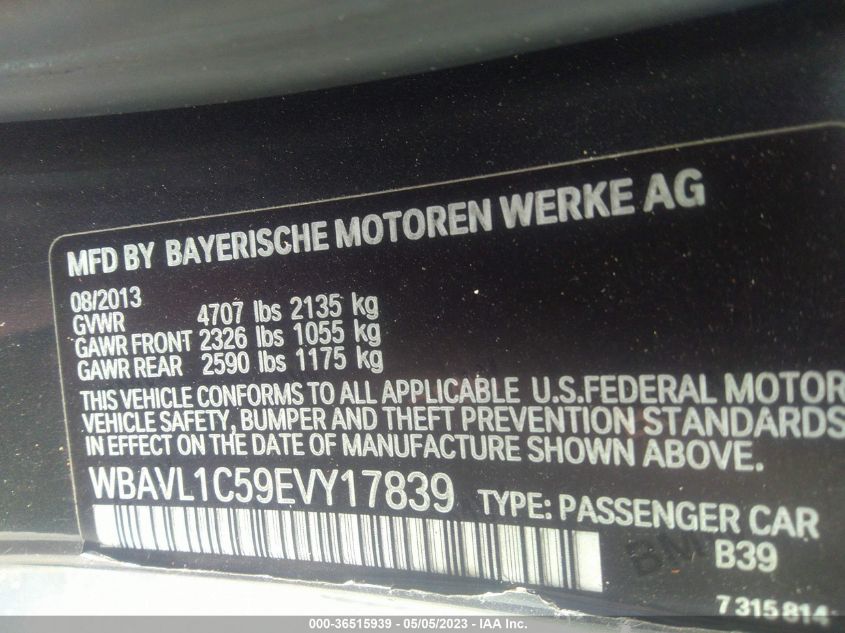 MFD BY BAYERISCHE MOTOREN WERKE AG
08/2013
GVWR 4707 lbs 2135 kg
GAWR FRONT 2326 lbs 1055 kg
GAWR REAR 2590 lbs 1175 kg
THIS VEHICLE CONFORMS TO ALL APPLICABLE U.S.FEDERAL MOTOR
VEHICLE SAFETY, BUMPER AND THEFT PREVENTION STANDARDS
IN EFFECT ON THE DATE OF MANUFACTURE SHOWN ABOVE.
WBAVL1C59EVY17839 TYPE: PASSENGER CAR
B39
7 315 814
000-36515939 - 05/05/2023 - IAA Inc.